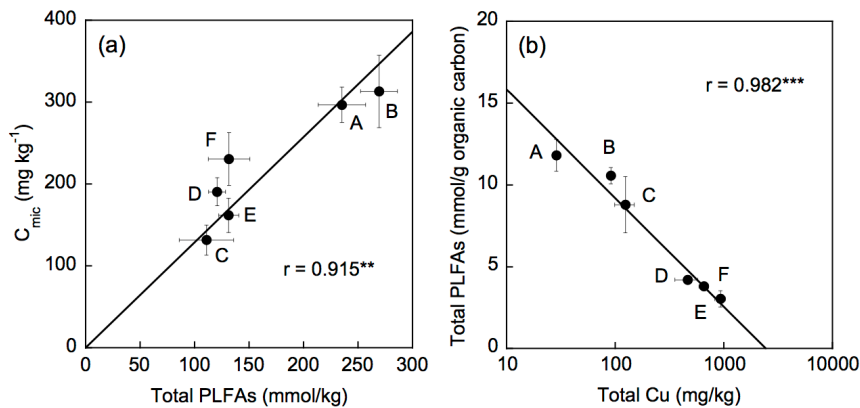 (a)
C_mic (mg kg⁻¹)
400
300
200
100
0
F
D
E
C
A
B
r = 0.915**
0 50 100 150 200 250 300
Total PLFAs (mmol/kg)
(b)
Total PLFAs (mmol/g organic carbon)
20
15
10
5
0
r = 0.982***
A
B
C
D
E
F
10 100 1000 10000
Total Cu (mg/kg)